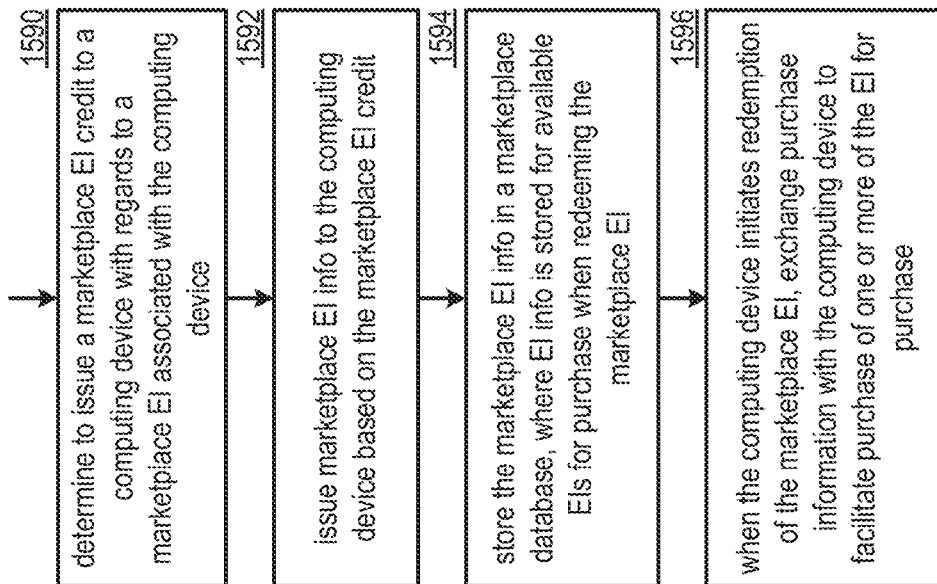 1590
determine to issue a marketplace EI credit to a
computing device with regards to a
marketplace EI associated with the computing
device
1592
issue marketplace EI info to the computing
device based on the marketplace EI credit
1594
store the marketplace EI info in a marketplace
database, where EI info is stored for available
EIs for purchase when redeeming the
marketplace EI
1596
when the computing device initiates redemption
of the marketplace EI, exchange purchase
information with the computing device to
facilitate purchase of one or more of the EI for
purchase